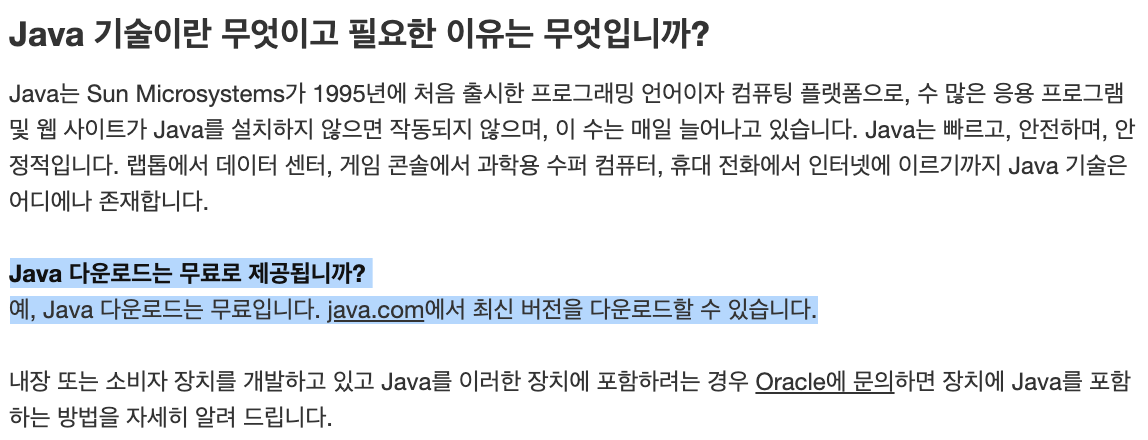 Java 기술이란 무엇이고 필요한 이유는 무엇입니까?
Java는 Sun Microsystems가 1995년에 처음 출시한 프로그래밍 언어이자 컴퓨팅 플랫폼으로, 수 많은 응용 프로그램
및 웹 사이트가 Java를 설치하지 않으면 작동되지 않으며, 이 수는 매일 늘어나고 있습니다. Java는 빠르고, 안전하며, 안
정적입니다. 랩톱에서 데이터 센터, 게임 콘솔에서 과학용 수퍼 컴퓨터, 휴대 전화에서 인터넷에 이르기까지 Java 기술은
어디에나 존재합니다.
Java 다운로드는 무료로 제공됩니까?
예, Java 다운로드는 무료입니다. java.com에서 최신 버전을 다운로드할 수 있습니다.
내장 또는 소비자 장치를 개발하고 있고 Java를 이러한 장치에 포함하려는 경우 Oracle에 문의하면 장치에 Java를 포함
하는 방법을 자세히 알려 드립니다.